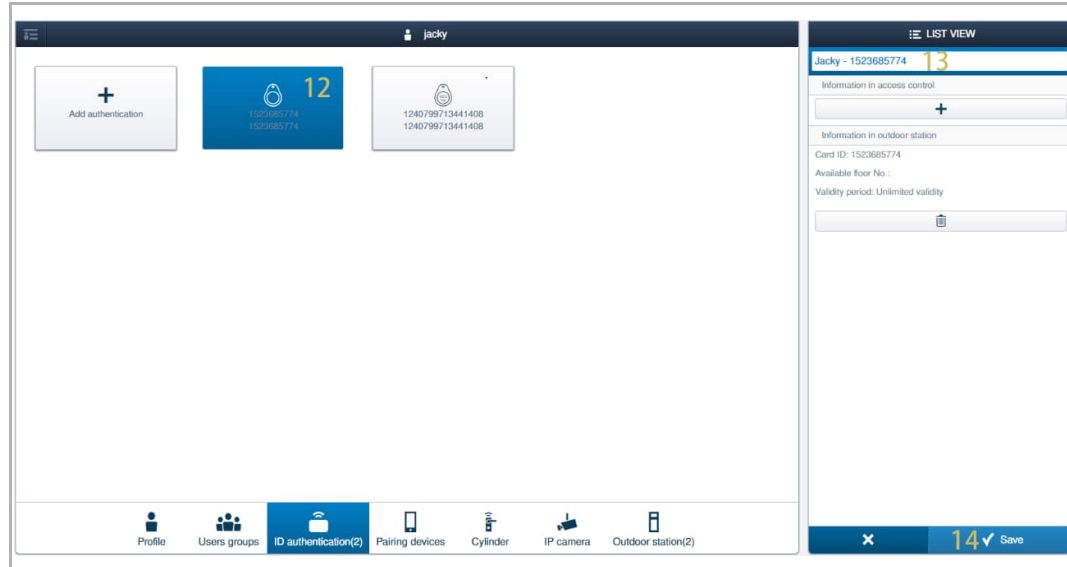 jacky
Add authentication
12
1523685774
1523685774
1240799713441408
1240799713441408
Profile
Users groups
ID authentication(2)
Pairing devices
Cylinder
IP camera
Outdoor station(2)
LIST VIEW
Jacky - 1523685774 13
Information in access control
+
Information in outdoor station
Card ID: 1523685774
Available floor No.:
Validity period: Unlimited validity
14 Save